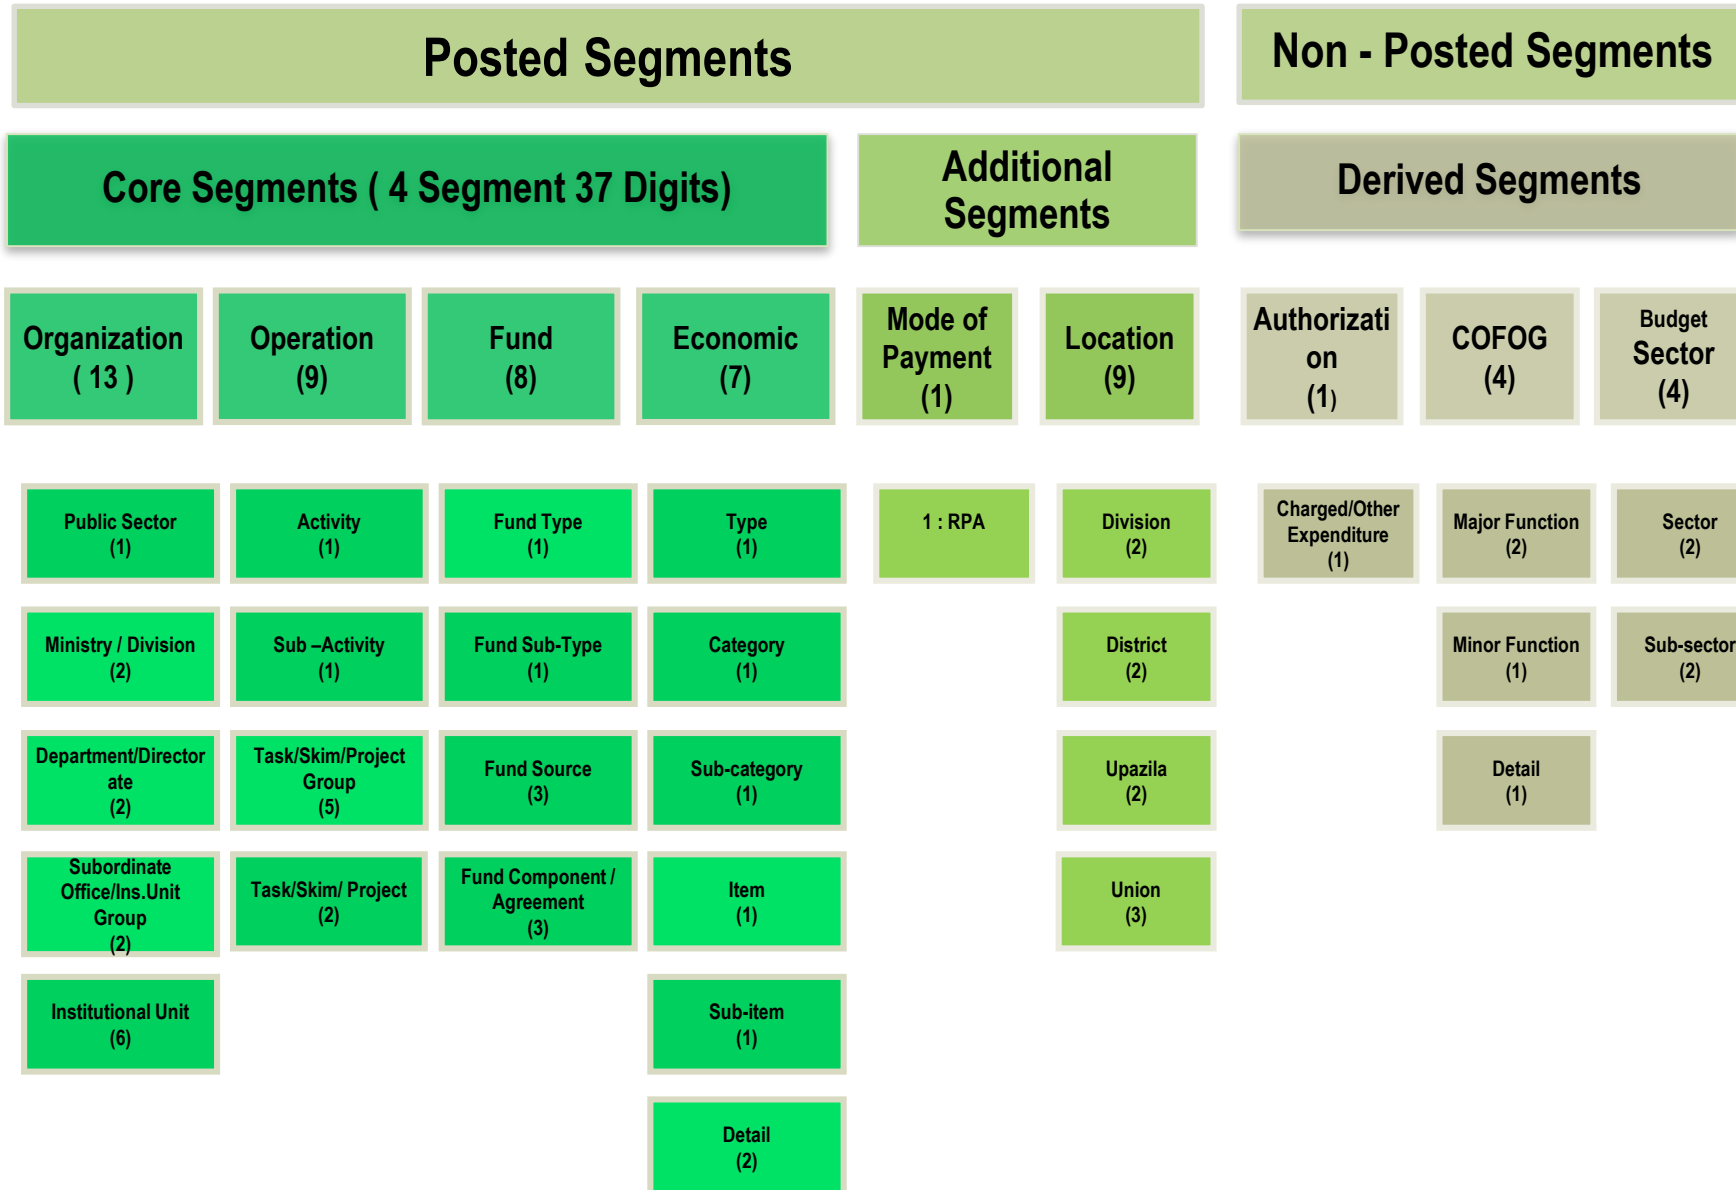 Posted Segments
Non - Posted Segments
Core Segments ( 4 Segment 37 Digits)
Additional
Segments
Derived Segments
Organization
( 13 )
Operation
(9)
Fund
(8)
Economic
(7)
Mode of
Payment
(1)
Location
(9)
Authorizati
on
(1)
COFOG
(4)
Budget
Sector
(4)
Public Sector
(1)
Activity
(1)
Fund Type
(1)
Type
(1)
1 : RPA
Division
(2)
Charged/Other
Expenditure
(1)
Major Function
(2)
Sector
(2)
Ministry / Division
(2)
Sub –Activity
(1)
Fund Sub-Type
(1)
Category
(1)
District
(2)
Minor Function
(1)
Sub-sector
(2)
Department/Director
ate
(2)
Task/Skim/Project
Group
(5)
Fund Source
(3)
Sub-category
(1)
Upazila
(2)
Detail
(1)
Subordinate
Office/Ins.Unit
Group
(2)
Task/Skim/ Project
(2)
Fund Component /
Agreement
(3)
Item
(1)
Union
(3)
Institutional Unit
(6)
Sub-item
(1)
Detail
(2)